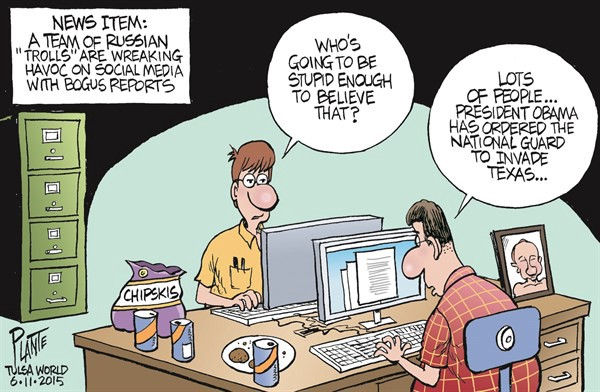 NEWS ITEM:
A TEAM OF RUSSIAN
"TROLLS" ARE WREAKING
HAVOC ON SOCIAL MEDIA
WITH BOGUS REPORTS
WHO'S
GOING TO BE
STUPID ENOUGH
TO BELIEVE
THAT?
LOTS
OF PEOPLE...
PRESIDENT OBAMA
HAS ORDERED THE
NATIONAL GUARD
TO INVADE
TEXAS...
CHIPSKIS
PLANTE
TULSA WORLD
6•11•2015